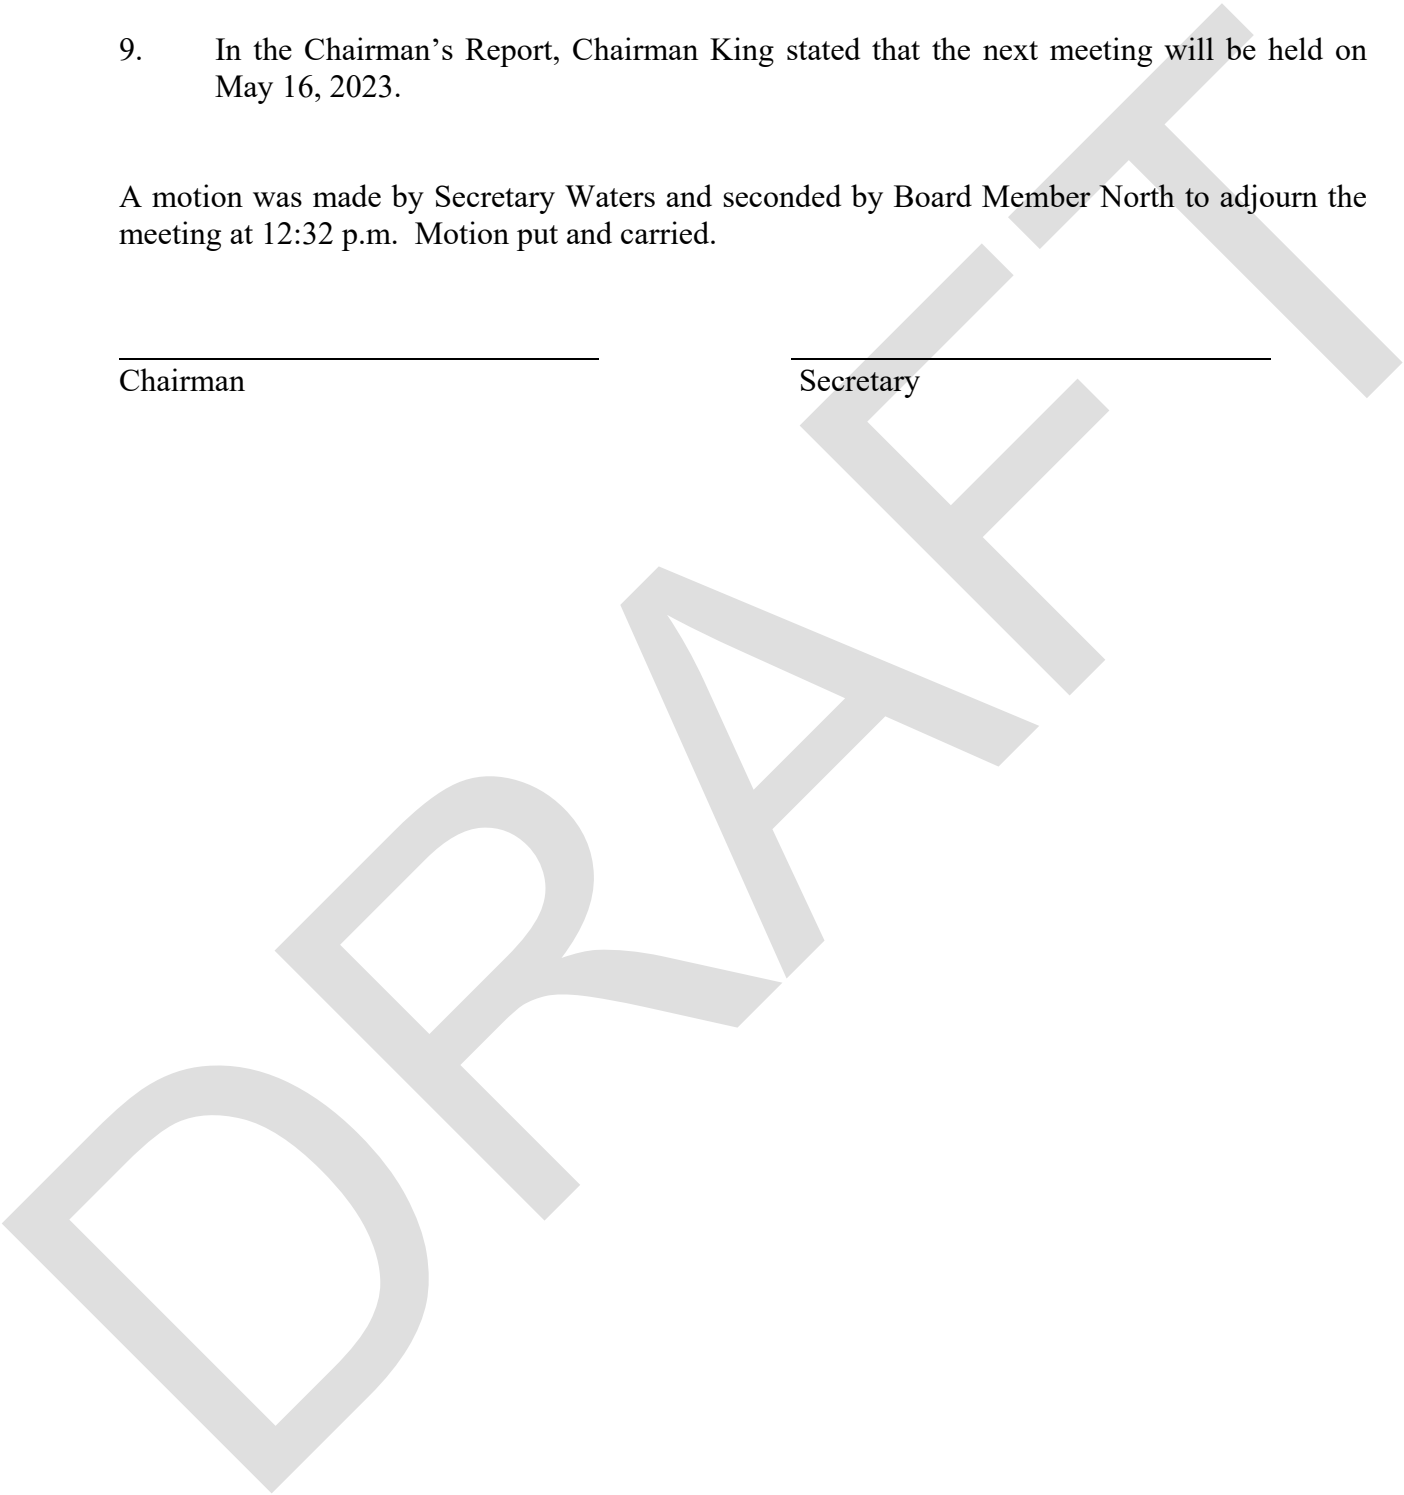 9. In the Chairman’s Report, Chairman King stated that the next meeting will be held on
May 16, 2023.
A motion was made by Secretary Waters and seconded by Board Member North to adjourn the
meeting at 12:32 p.m.  Motion put and carried.
Chairman Secretary
DRAFT